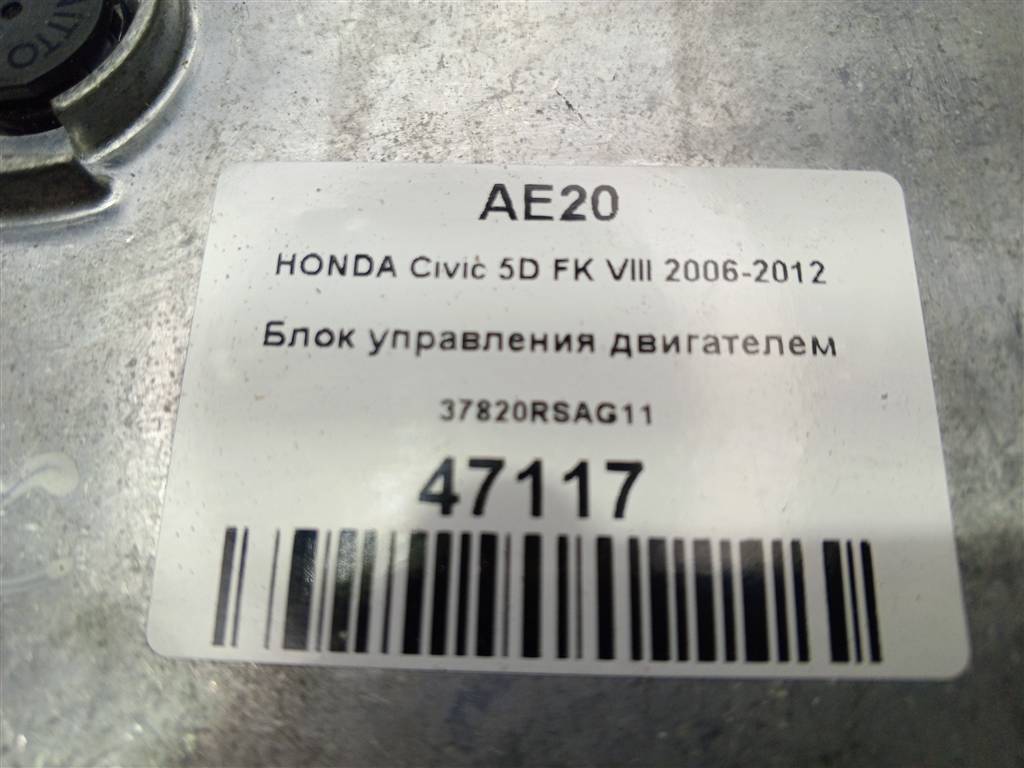 AE20
HONDA Civic 5D FK VIII 2006-2012
Блок управления двигателем
37820RSAG11
47117